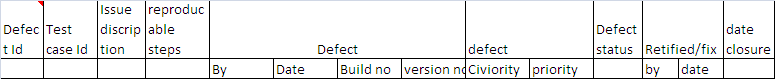 Defec
t Id
Test
case Id
Issue
discrip
tion
reproduc
able
steps
Defect
defect
Defect
status
Retified/fix
date
closure
By
Date
Build no
version no
Civiority
priority
by
date